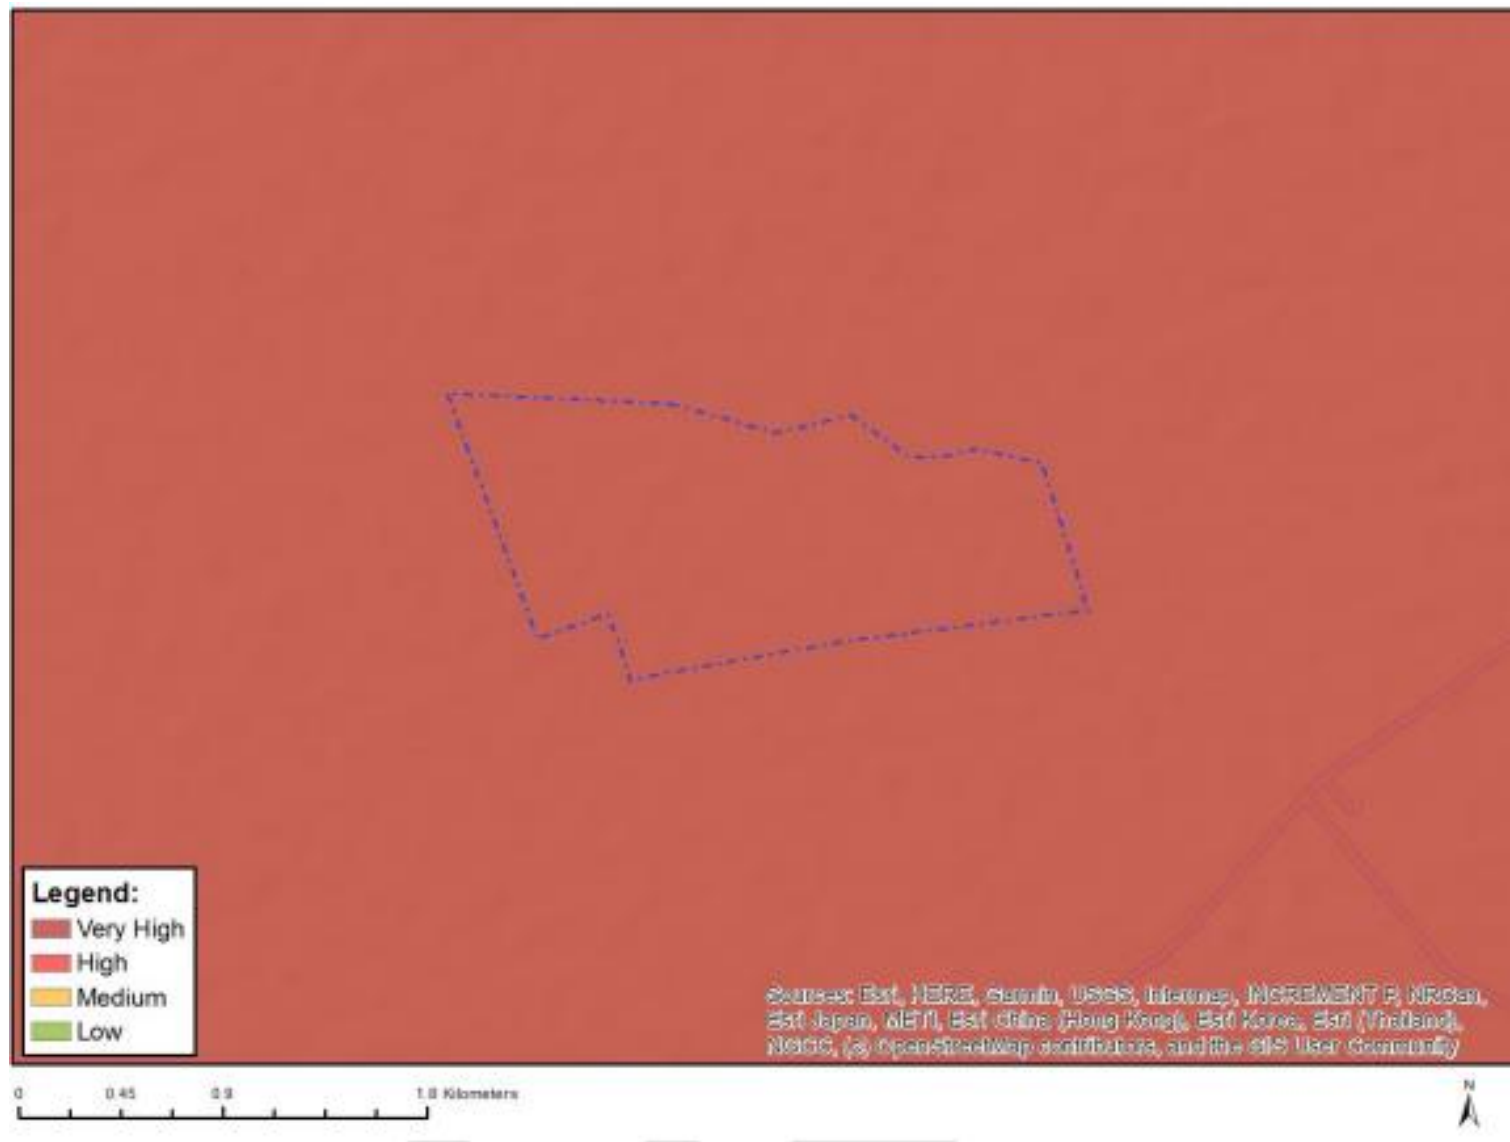 Legend:
Very High
High
Medium
Low
Sources: Esri, HERE, Garmin, USGS, Intermap, INCREMENT P, NRCan,
Esri Japan, METI, Esri China (Hong Kong), Esri Korea, Esri (Thailand),
NGCC, (c) OpenStreetMap contributors, and the GIS User Community
0 0.45 0.9 1.8 Kilometers
N